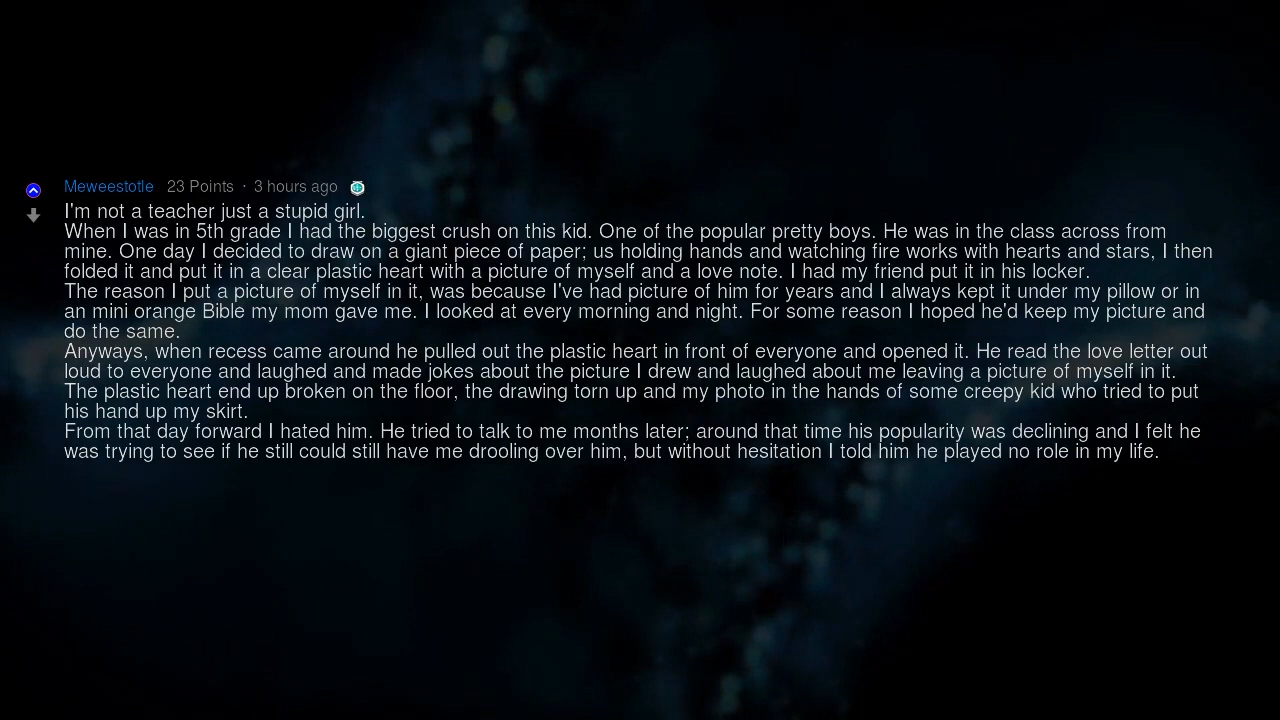 Meweestotle 23 Points · 3 hours ago
I'm not a teacher just a stupid girl.
When I was in 5th grade I had the biggest crush on this kid. One of the popular pretty boys. He was in the class across from
mine. One day I decided to draw on a giant piece of paper; us holding hands and watching fire works with hearts and stars, I then
folded it and put it in a clear plastic heart with a picture of myself and a love note. I had my friend put it in his locker.
The reason I put a picture of myself in it, was because I've had picture of him for years and I always kept it under my pillow or in
an mini orange Bible my mom gave me. I looked at every morning and night. For some reason I hoped he'd keep my picture and
do the same.
Anyways, when recess came around he pulled out the plastic heart in front of everyone and opened it. He read the love letter out
loud to everyone and laughed and made jokes about the picture I drew and laughed about me leaving a picture of myself in it.
The plastic heart end up broken on the floor, the drawing torn up and my photo in the hands of some creepy kid who tried to put
his hand up my skirt.
From that day forward I hated him. He tried to talk to me months later; around that time his popularity was declining and I felt he
was trying to see if he still could still have me drooling over him, but without hesitation I told him he played no role in my life.